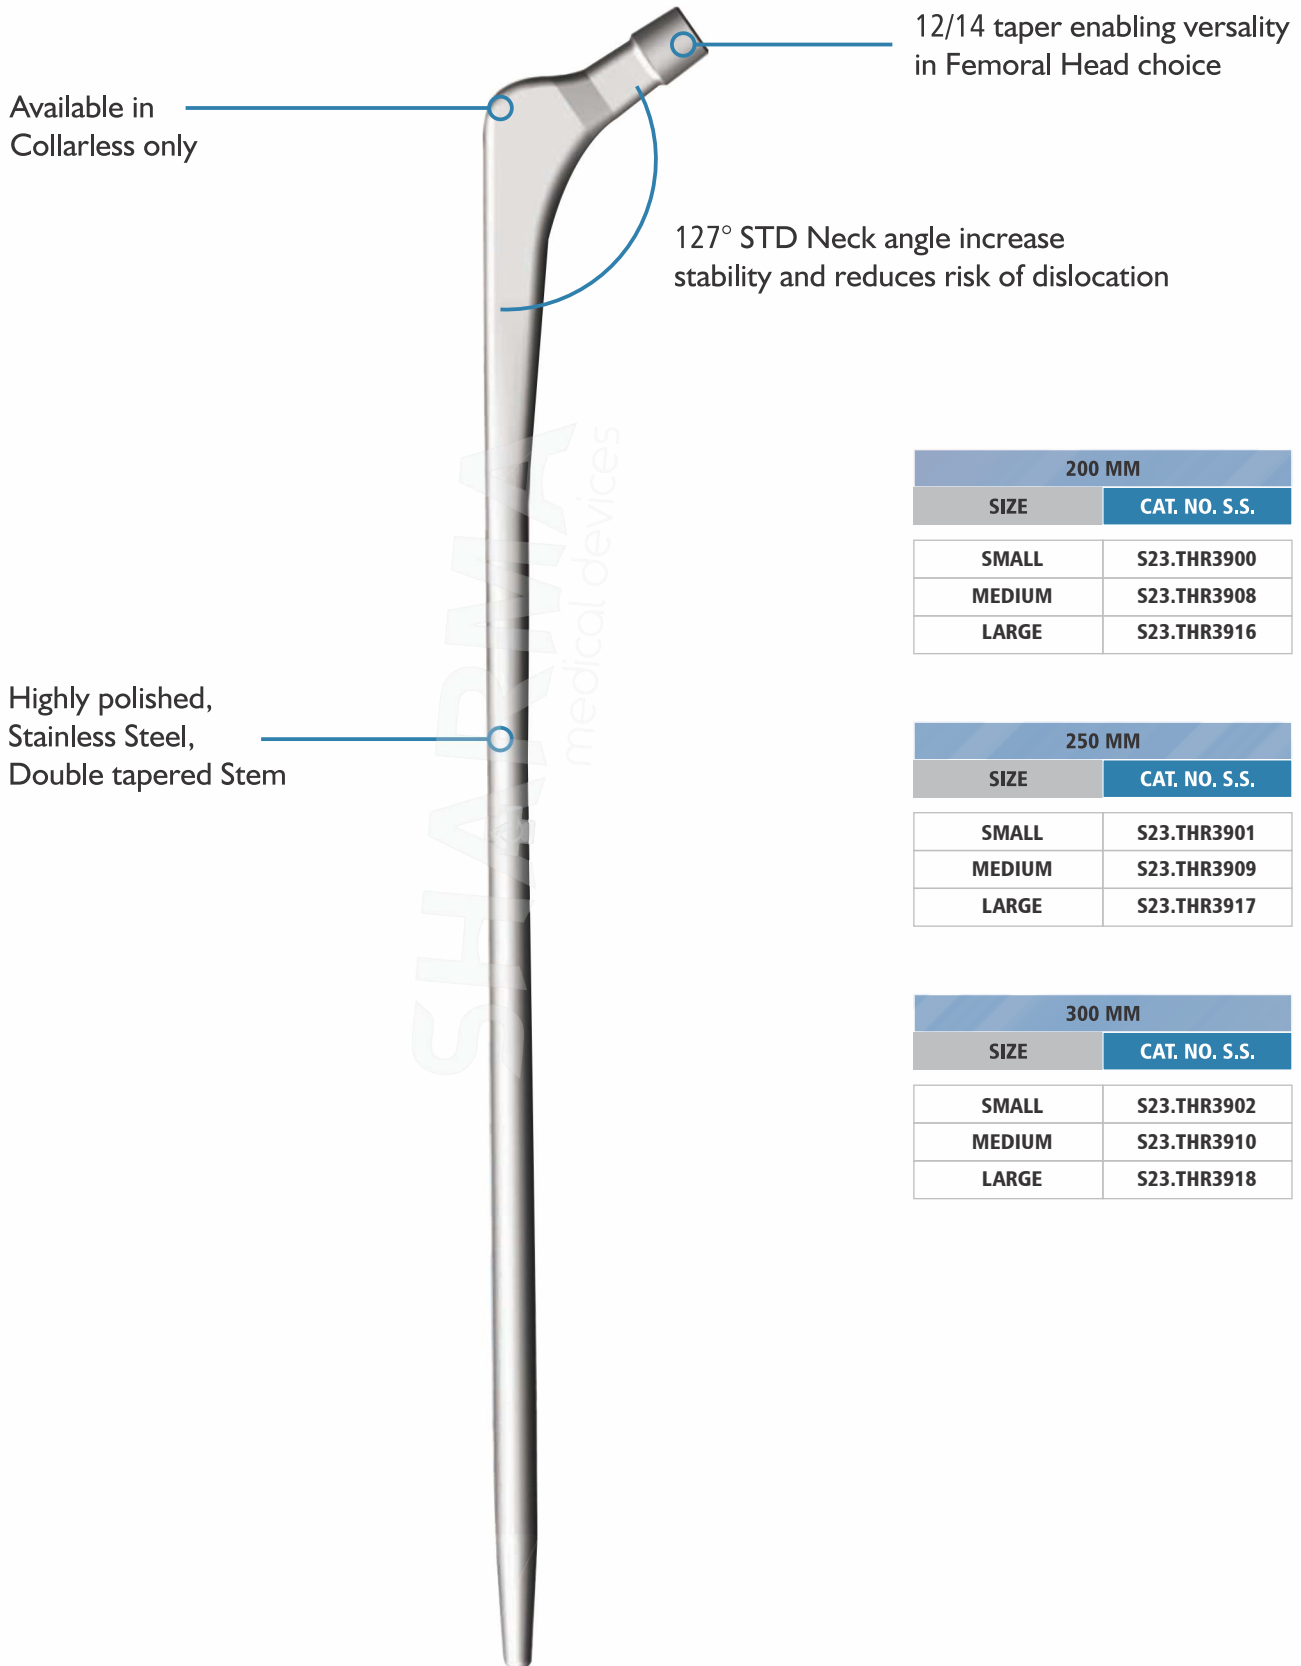 12/14 taper enabling versality
in Femoral Head choice
Available in
Collarless only
127° STD Neck angle increase
stability and reduces risk of dislocation
SHARMA
medical devices
Highly polished,
Stainless Steel,
Double tapered Stem
200 MM
SIZE CAT. NO. S.S.
SMALL S23.THR3900
MEDIUM S23.THR3908
LARGE S23.THR3916
250 MM
SIZE CAT. NO. S.S.
SMALL S23.THR3901
MEDIUM S23.THR3909
LARGE S23.THR3917
300 MM
SIZE CAT. NO. S.S.
SMALL S23.THR3902
MEDIUM S23.THR3910
LARGE S23.THR3918